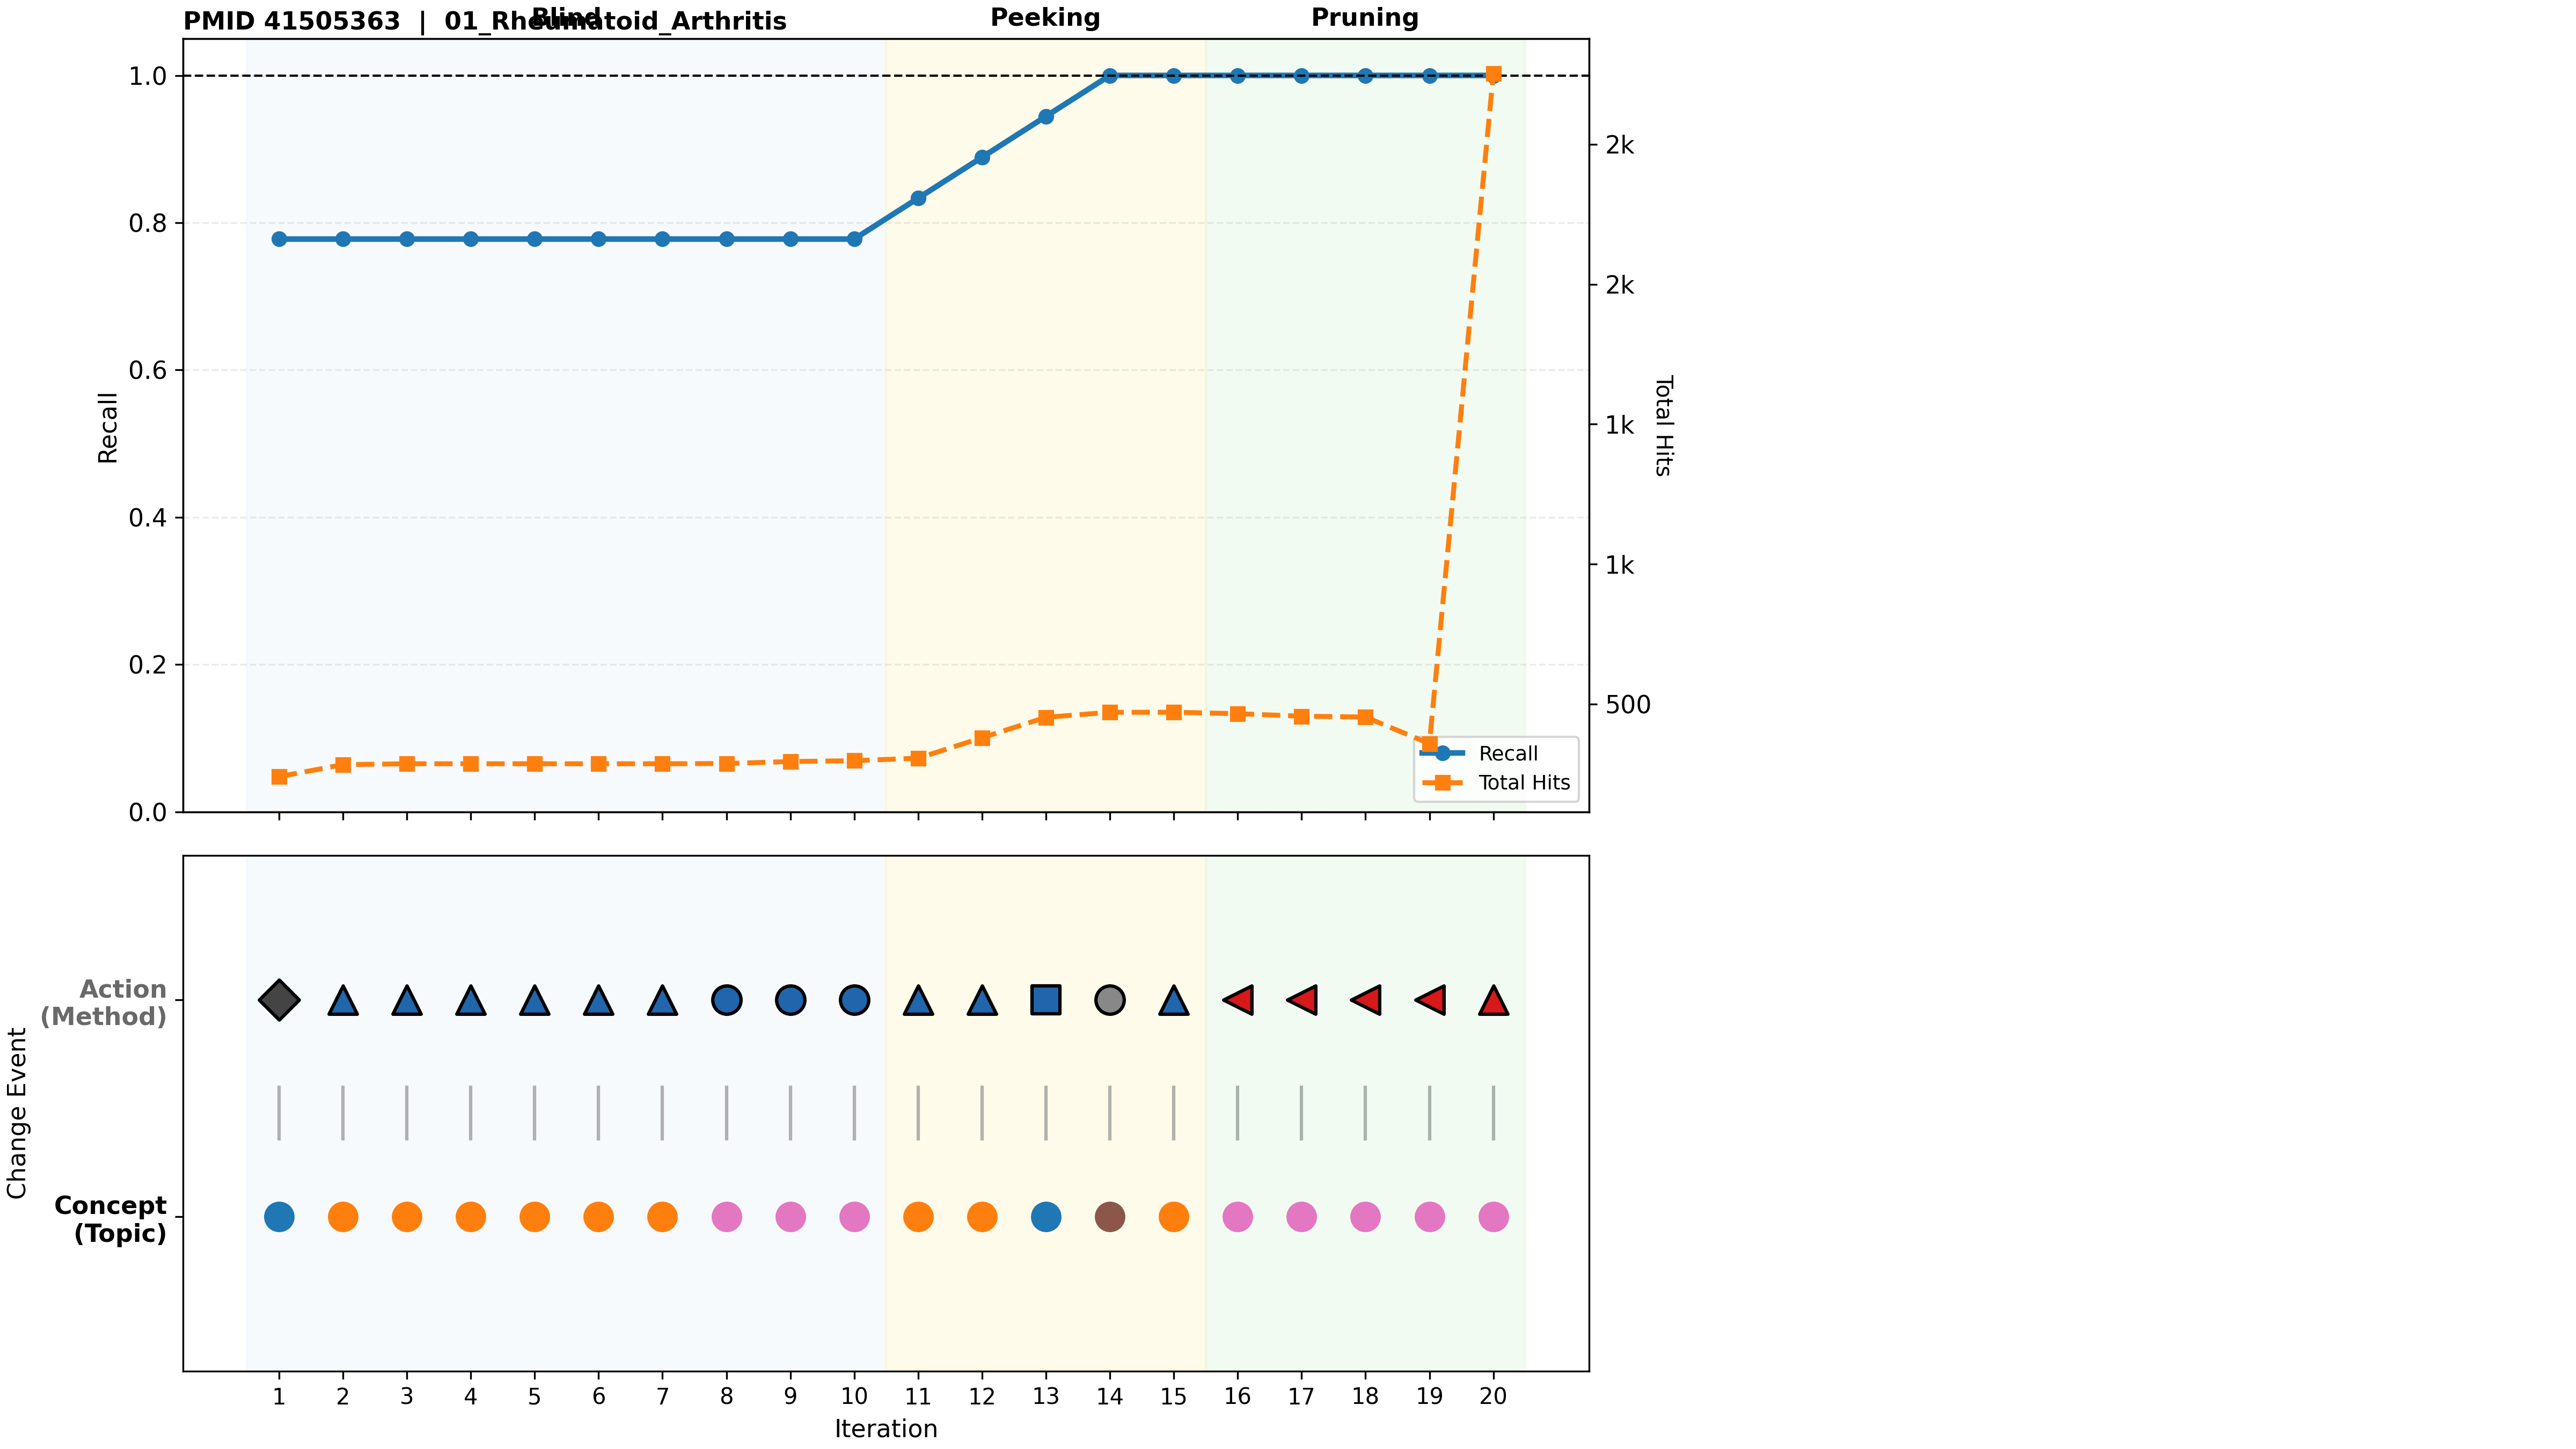 PMID 41505363 | 01_Rheumatoid_Arthritis
Blind
Peeking
Pruning
1.0
0.8
0.6
0.4
0.2
0.0
Recall
2k
2k
1k
1k
500
Total Hits
Recall
Total Hits
Action
(Method)
Concept
(Topic)
Change Event
1 2 3 4 5 6 7 8 9 10 11 12 13 14 15 16 17 18 19 20
Iteration